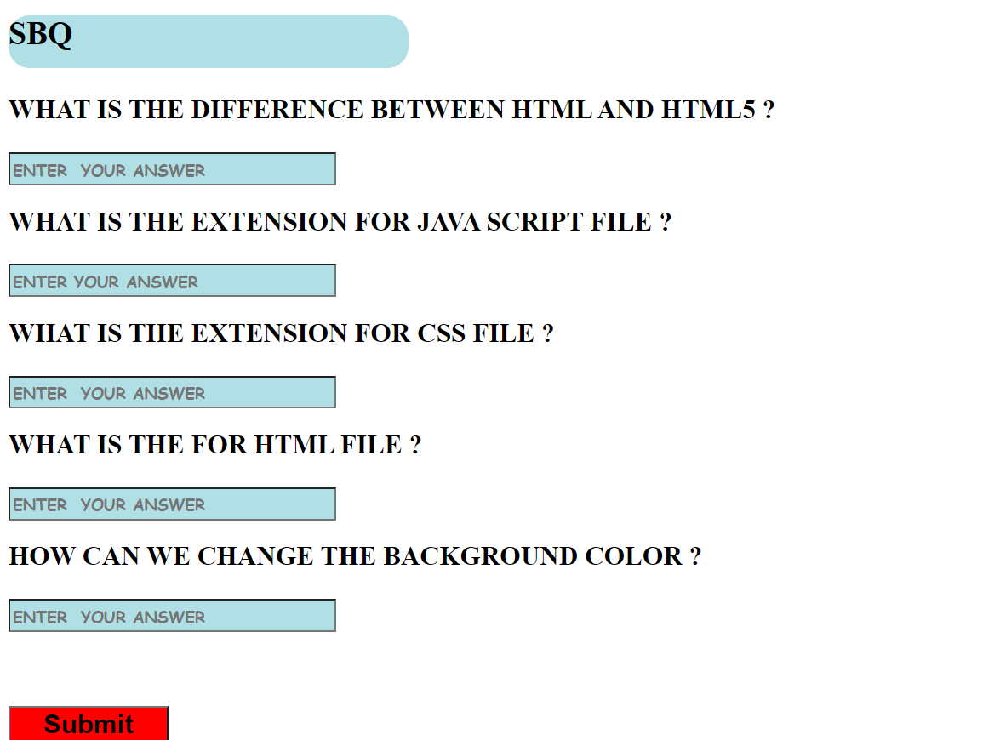 SBQ
WHAT IS THE DIFFERENCE BETWEEN HTML AND HTML5 ?
ENTER  YOUR ANSWER
WHAT IS THE EXTENSION FOR JAVA SCRIPT FILE ?
ENTER YOUR ANSWER
WHAT IS THE EXTENSION FOR CSS FILE ?
ENTER  YOUR ANSWER
WHAT IS THE FOR HTML FILE ?
ENTER  YOUR ANSWER
HOW CAN WE CHANGE THE BACKGROUND COLOR ?
ENTER  YOUR ANSWER
Submit